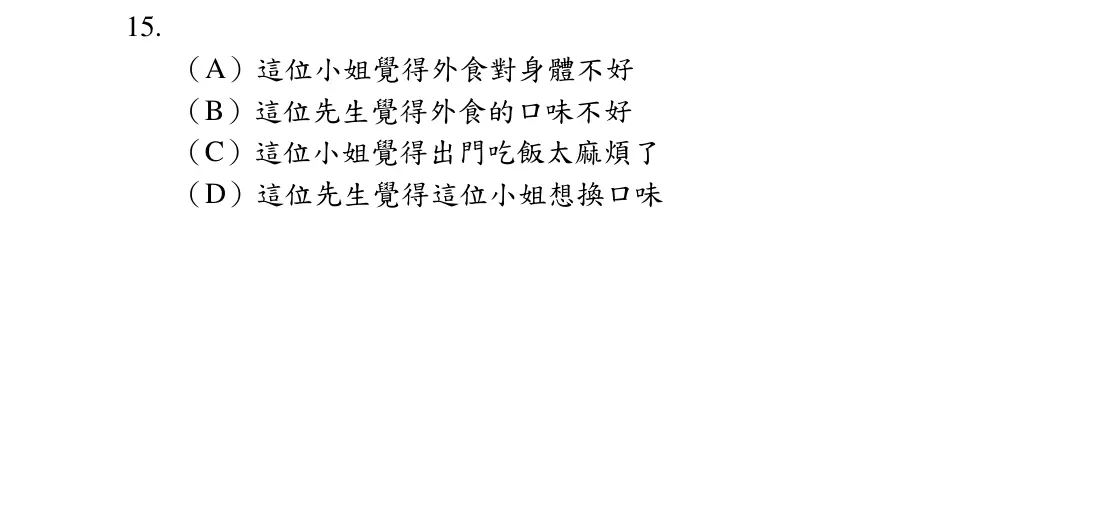 15.
（A）這位小姐覺得外食對身體不好
（B）這位先生覺得外食的口味不好
（C）這位小姐覺得出門吃飯太麻煩了
（D）這位先生覺得這位小姐想換口味